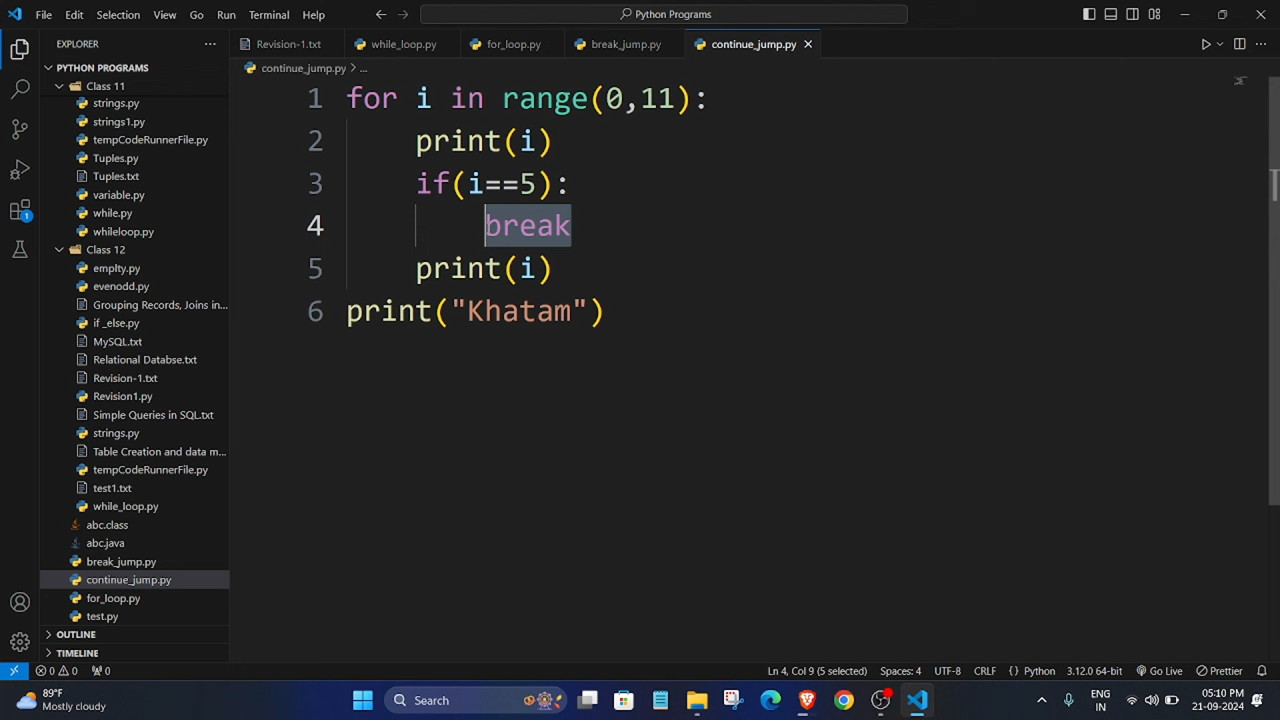 File Edit Selection View Go Run Terminal Help
Python Programs
EXPLORER
Revision-1.txt
while_loop.py
for_loop.py
break_jump.py
continue_jump.py
PYTHON PROGRAMS
continue_jump.py > ...
Class 11
strings.py
strings1.py
tempCodeRunnerFile.py
Tuples.py
Tuples.txt
variable.py
while.py
whileloop.py
Class 12
emplty.py
evenodd.py
Grouping Records, Joins in...
if _else.py
MySQL.txt
Relational Databse.txt
Revision-1.txt
Revision1.py
Simple Queries in SQL.txt
strings.py
Table Creation and data m...
tempCodeRunnerFile.py
test1.txt
while_loop.py
abc.class
abc.java
break_jump.py
continue_jump.py
for_loop.py
test.py
OUTLINE
TIMELINE
1 for i in range(0,11):
2 print(i)
3 if(i==5):
4 break
5 print(i)
6 print("Khatam")
1
0 0 0
Ln 4, Col 9 (5 selected) Spaces: 4 UTF-8 CRLF {} Python 3.12.0 64-bit Go Live Prettier
89°F
Mostly cloudy
Search
ENG
IN
05:10 PM
21-09-2024